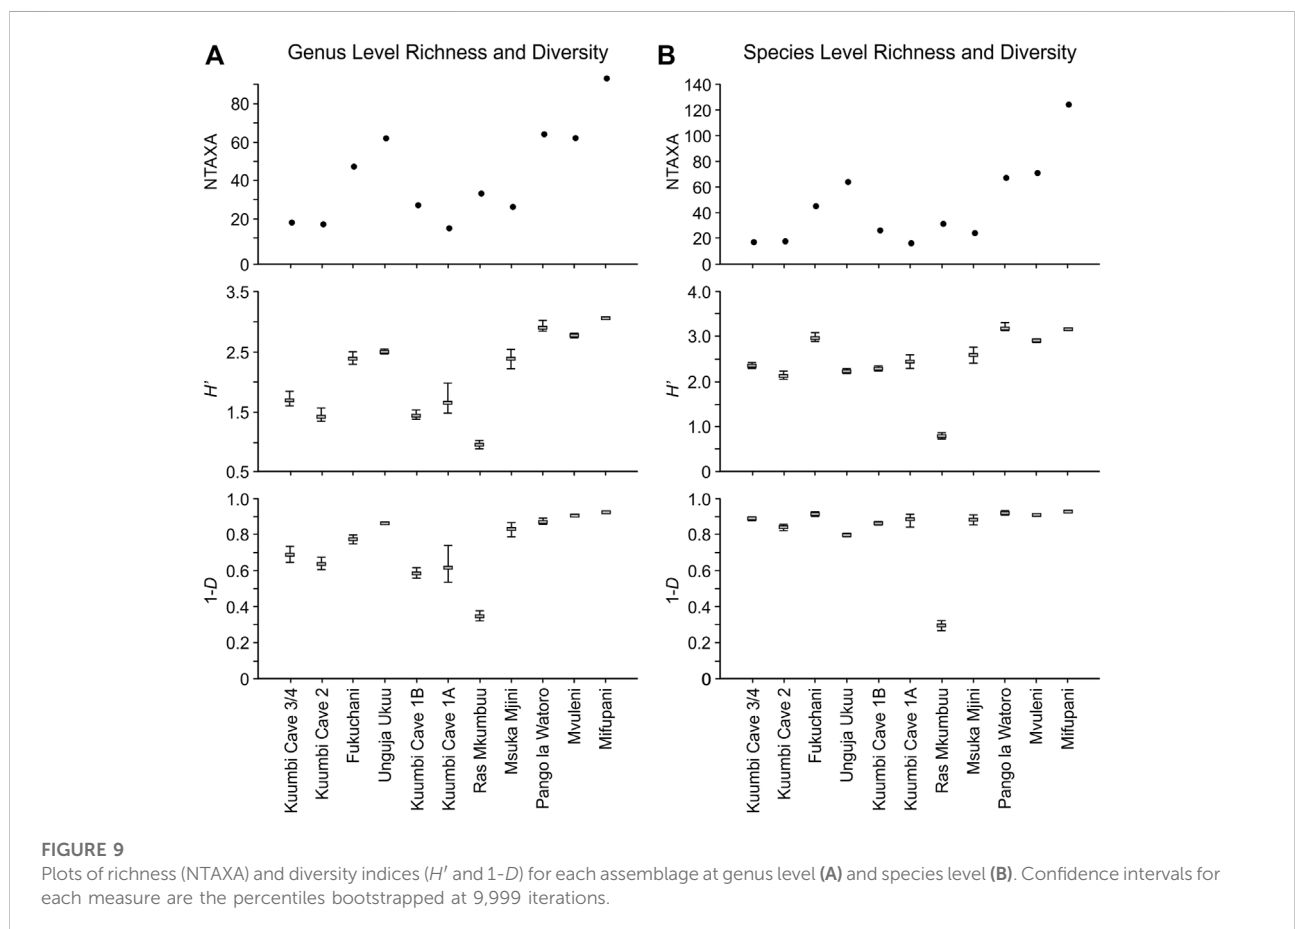 A Genus Level Richness and Diversity
NTAXA
80
60
40
20
0
H′
3.5
2.5
1.5
0.5
1-D
1.0
0.8
0.6
0.4
0.2
0
Kuumbi Cave 3/4
Kuumbi Cave 2
Fukuchani
Unguja Ukuu
Kuumbi Cave 1B
Kuumbi Cave 1A
Ras Mkumbuu
Msuka Mjini
Pango la Watoro
Mvuleni
Mifupani
B Species Level Richness and Diversity
NTAXA
140
120
100
80
60
40
20
0
H′
4.0
3.0
2.0
1.0
0
1-D
1.0
0.8
0.6
0.4
0.2
0
Kuumbi Cave 3/4
Kuumbi Cave 2
Fukuchani
Unguja Ukuu
Kuumbi Cave 1B
Kuumbi Cave 1A
Ras Mkumbuu
Msuka Mjini
Pango la Watoro
Mvuleni
Mifupani
FIGURE 9
Plots of richness (NTAXA) and diversity indices (H′ and 1-D) for each assemblage at genus level (A) and species level (B). Confidence intervals for
each measure are the percentiles bootstrapped at 9,999 iterations.